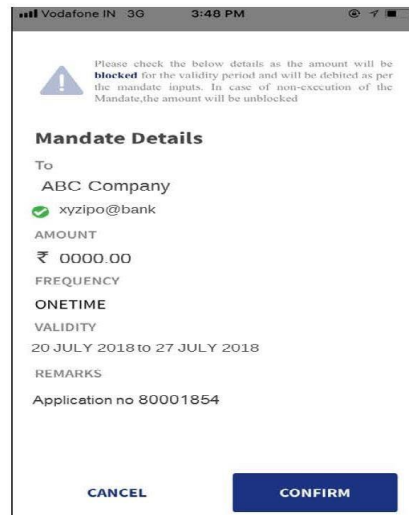 Vodafone IN 3G 3:48 PM
Please check the below details as the amount will be
blocked for the validity period and will be debited as per
the mandate inputs. In case of non-execution of the
Mandate,the amount will be unblocked
Mandate Details
To
ABC Company
xyzipo@bank
AMOUNT
₹ 0000.00
FREQUENCY
ONETIME
VALIDITY
20 JULY 2018 to 27 JULY 2018
REMARKS
Application no 80001854
CANCEL CONFIRM